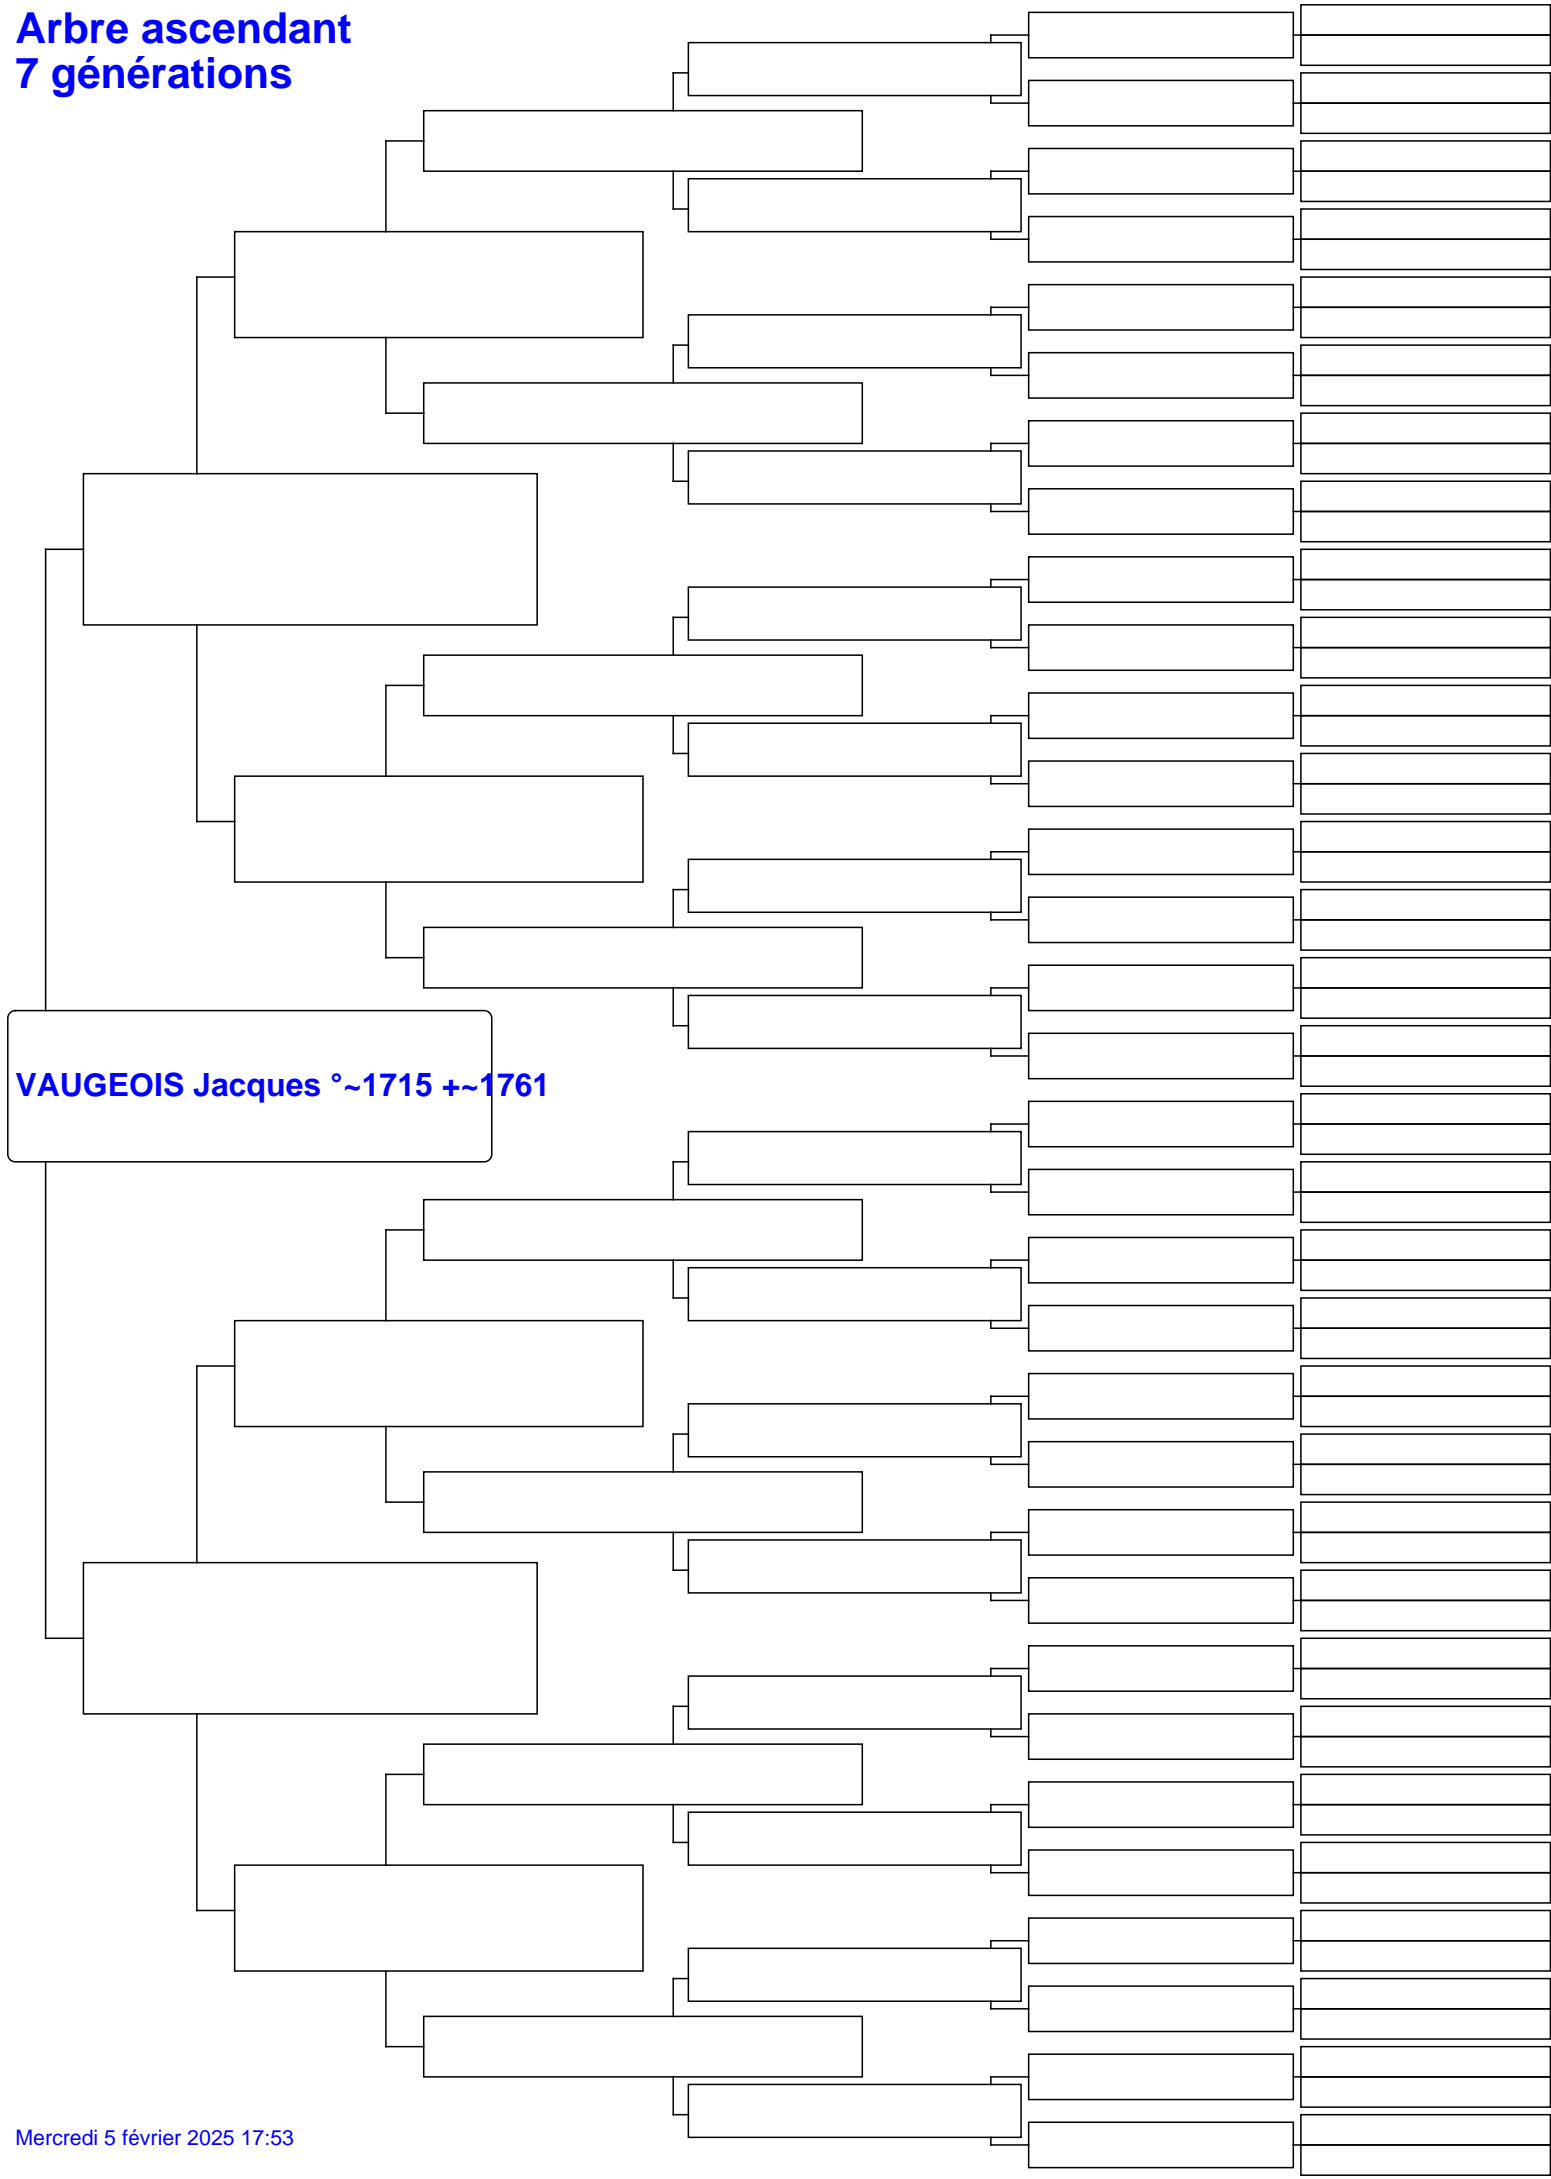 Arbre ascendant
7 générations
VAUGEOIS Jacques °~1715 +~1761
Mercredi 5 février 2025 17:53